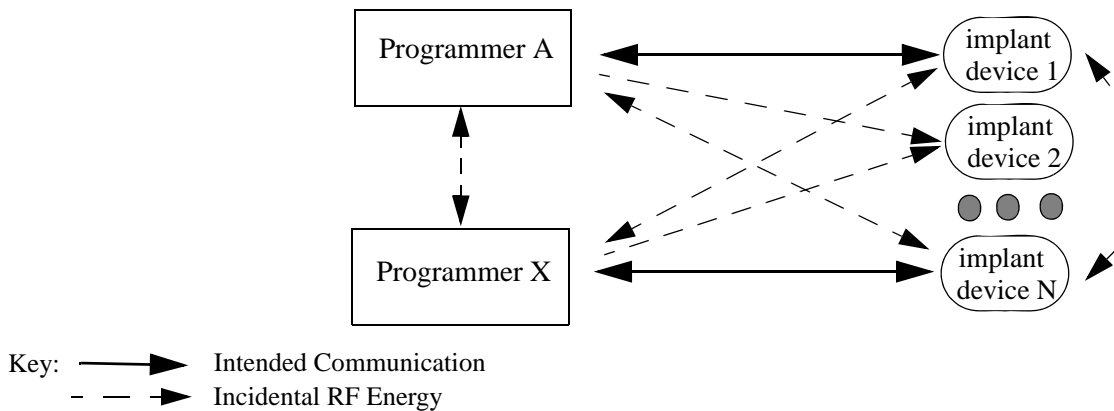 Programmer A
implant
device 1
implant
device 2
Programmer X
implant
device N
Key:
Intended Communication
Incidental RF Energy